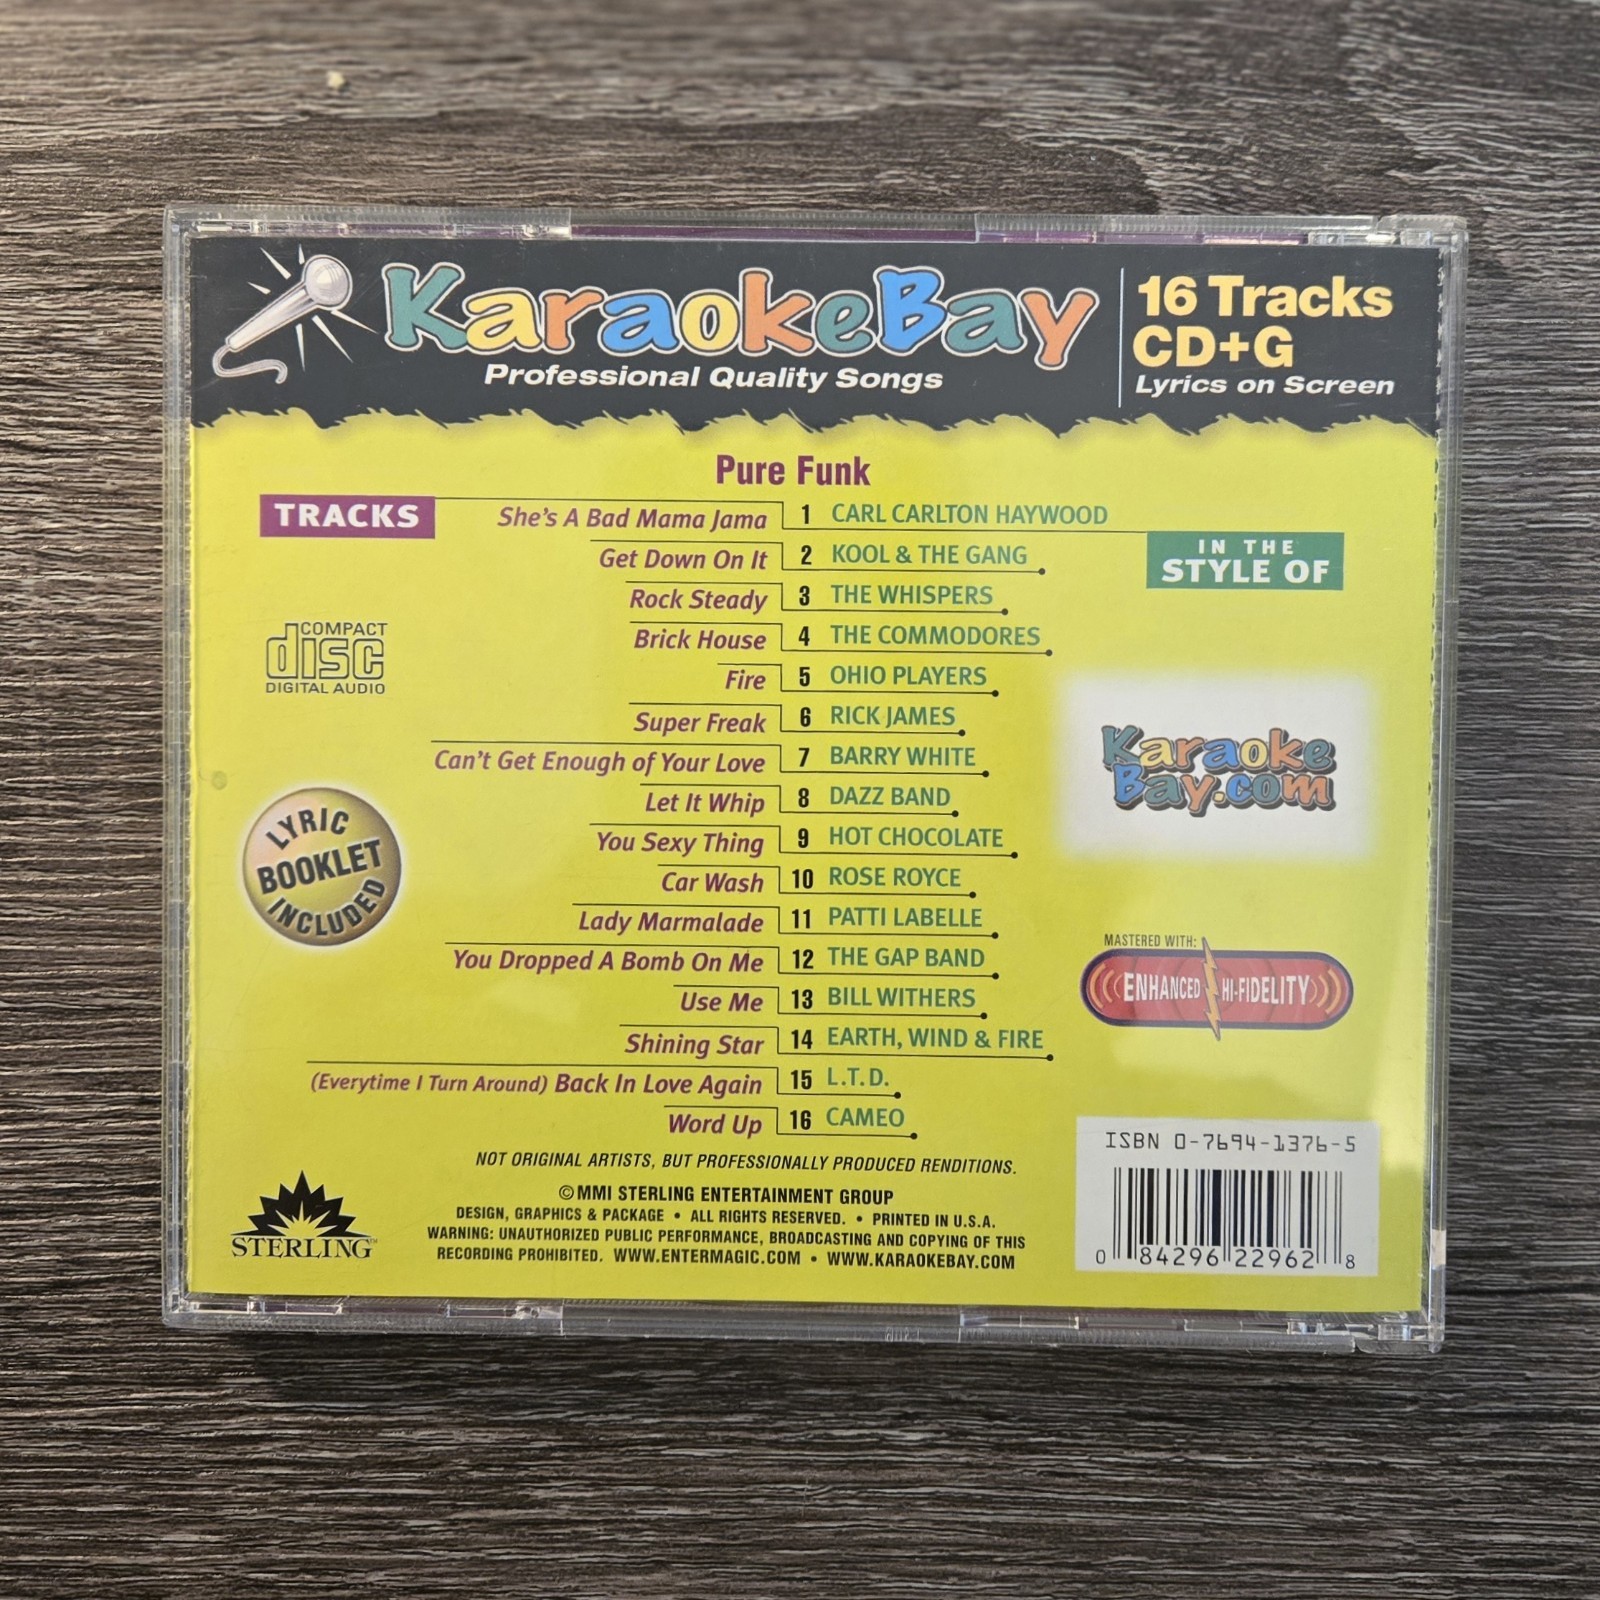 KaraokeBay
Professional Quality Songs
16 Tracks
CD+G
Lyrics on Screen
Pure Funk
TRACKS
IN THE
STYLE OF
She's A Bad Mama Jama 1 CARL CARLTON HAYWOOD
Get Down On It 2 KOOL & THE GANG
Rock Steady 3 THE WHISPERS
Brick House 4 THE COMMODORES
Fire 5 OHIO PLAYERS
Super Freak 6 RICK JAMES
Can't Get Enough of Your Love 7 BARRY WHITE
Let It Whip 8 DAZZ BAND
You Sexy Thing 9 HOT CHOCOLATE
Car Wash 10 ROSE ROYCE
Lady Marmalade 11 PATTI LABELLE
You Dropped A Bomb On Me 12 THE GAP BAND
Use Me 13 BILL WITHERS
Shining Star 14 EARTH, WIND & FIRE
(Everytime I Turn Around) Back In Love Again 15 L.T.D.
Word Up 16 CAMEO
COMPACT
disc
DIGITAL AUDIO
LYRIC
BOOKLET
INCLUDED
Karaoke
Bay.com
MASTERED WITH:
ENHANCED HI-FIDELITY
NOT ORIGINAL ARTISTS, BUT PROFESSIONALLY PRODUCED RENDITIONS.
©MMI STERLING ENTERTAINMENT GROUP
DESIGN, GRAPHICS & PACKAGE • ALL RIGHTS RESERVED. • PRINTED IN U.S.A.
WARNING: UNAUTHORIZED PUBLIC PERFORMANCE, BROADCASTING AND COPYING OF THIS
RECORDING PROHIBITED. WWW.ENTERMAGIC.COM • WWW.KARAOKEBAY.COM
STERLING™
ISBN 0-7694-1376-5
0 84296 22962 8